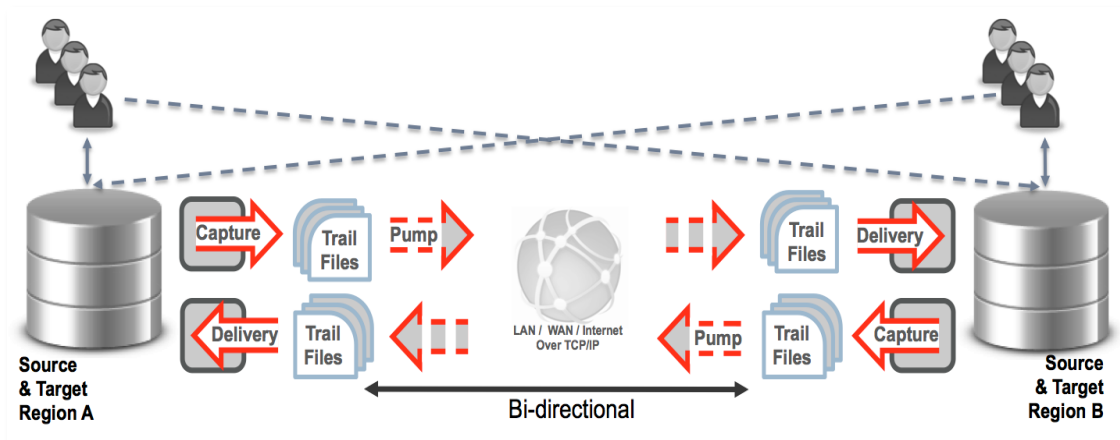 Capture
Trail
Files
Pump
Trail
Files
Delivery
Delivery
Trail
Files
LAN / WAN / Internet
Over TCP/IP
Pump
Trail
Files
Capture
Source
& Target
Region A
Bi-directional
Source
& Target
Region B